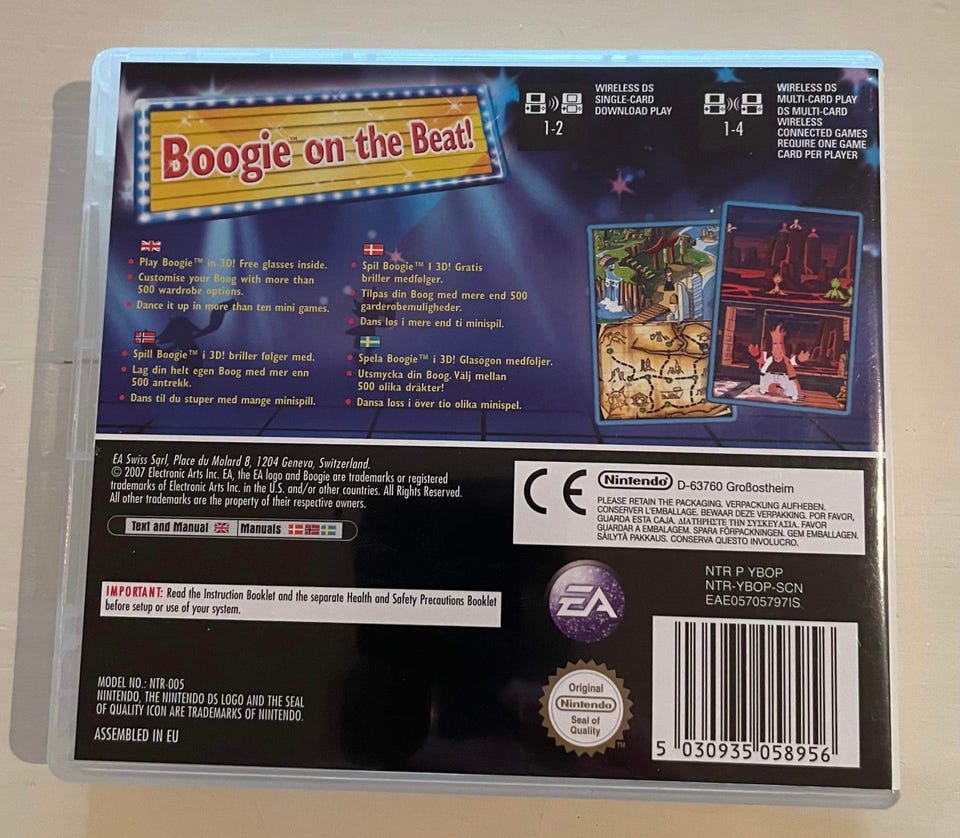 Boogie™ on the Beat!
WIRELESS DS
SINGLE-CARD
DOWNLOAD PLAY
1-2
WIRELESS DS
MULTI-CARD PLAY
DS MULTI-CARD
WIRELESS
CONNECTED GAMES
REQUIRE ONE GAME
CARD PER PLAYER
1-4
Play Boogie™ in 3D! Free glasses inside.
Customise your Boog with more than
500 wardrobe options.
Dance it up in more than ten mini games.
Spil Boogie™ I 3D! Gratis
briller medfølger.
Tilpas din Boog med mere end 500
garderobemuligheder.
Dans løs i mere end ti minispil.
Spill Boogie™ i 3D! briller følger med.
Lag din helt egen Boog med mer enn
500 antrekk.
Dans til du stuper med mange minispill.
Spela Boogie™ i 3D! Glasögon medföljer.
Utsmycka din Boog. Välj mellan
500 olika dräkter!
Dansa loss i över tio olika minispel.
EA Swiss Sarl, Place du Molard 8, 1204 Geneva, Switzerland.
© 2007 Electronic Arts Inc. EA, the EA logo and Boogie are trademarks or registered
trademarks of Electronic Arts Inc. in the U.S. and/or other countries. All Rights Reserved.
All other trademarks are the property of their respective owners.
Text and Manual
Manuals
CE
Nintendo®
D-63760 Großostheim
PLEASE RETAIN THE PACKAGING. VERPACKUNG AUFHEBEN.
CONSERVER L'EMBALLAGE. BEWAAR DEZE VERPAKKING. POR FAVOR,
GUARDA ESTA CAJA. ΔΙΑΤΗΡΗΣΤΕ ΤΗΝ ΣΥΣΚΕΥΑΣΙΑ. FAVOR
GUARDAR A EMBALAGEM. SPARA FÖRPACKNINGEN. GEM EMBALLAGEN.
SÄILYTÄ PAKKAUS. CONSERVA QUESTO INVOLUCRO.
IMPORTANT: Read the Instruction Booklet and the separate Health and Safety Precautions Booklet
before setup or use of your system.
EA
NTR P YBOP
NTR-YBOP-SCN
EAE05705797IS
MODEL NO.: NTR-005
NINTENDO, THE NINTENDO DS LOGO AND THE SEAL
OF QUALITY ICON ARE TRADEMARKS OF NINTENDO.
ASSEMBLED IN EU
Original
Nintendo
Seal of
Quality
TM
5 030935 058956